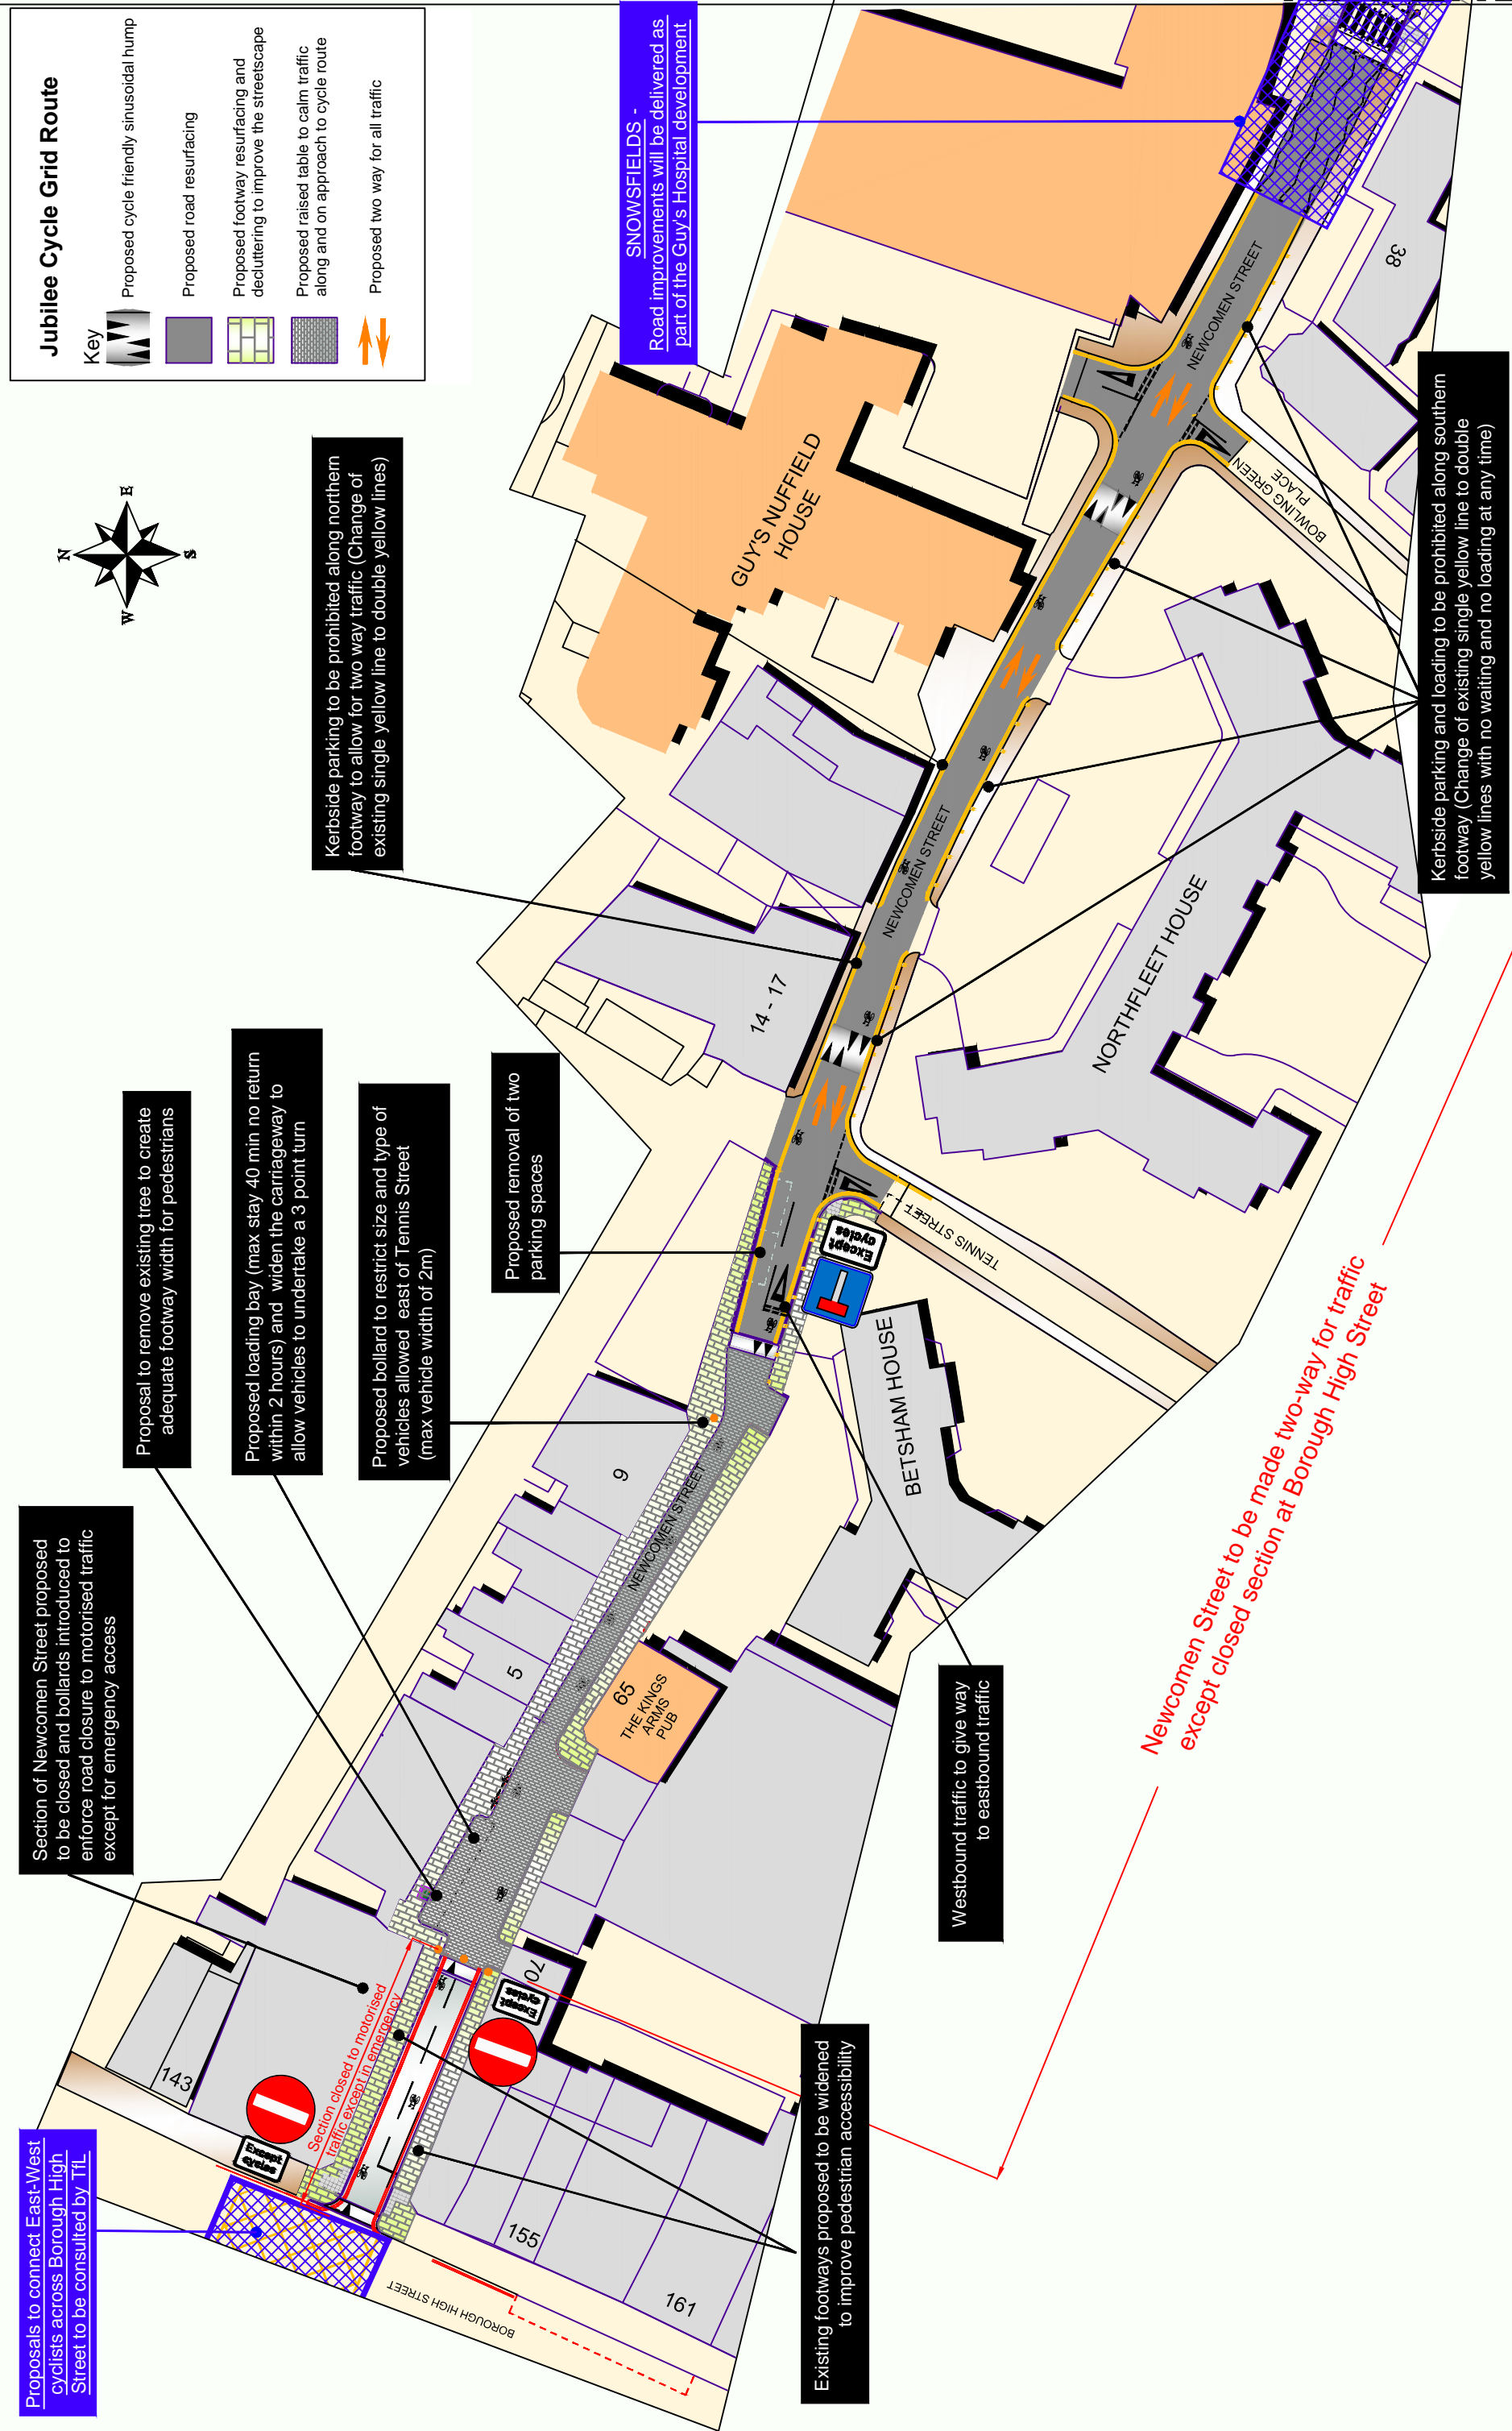 Jubilee Cycle Grid Route
Key
Proposed cycle friendly sinusoidal hump
Proposed road resurfacing
Proposed footway resurfacing and
decluttering to improve the streetscape
Proposed raised table to calm traffic
along and on approach to cycle route
Proposed two way for all traffic
N
E
S
W
Proposals to connect East-West
cyclists across Borough High
Street to be consulted by TfL
Section of Newcomen Street proposed
to be closed and bollards introduced to
enforce road closure to motorised traffic
except for emergency access
Proposal to remove existing tree to create
adequate footway width for pedestrians
Proposed loading bay (max stay 40 min no return
within 2 hours) and widen the carriageway to
allow vehicles to undertake a 3 point turn
Proposed bollard to restrict size and type of
vehicles allowed east of Tennis Street
(max vehicle width of 2m)
Proposed removal of two
parking spaces
Kerbside parking to be prohibited along northern
footway to allow for two way traffic (Change of
existing single yellow line to double yellow lines)
SNOWSFIELDS -
Road improvements will be delivered as
part of the Guy's Hospital development
143
Except
cycles
Section closed to motorised
traffic except in emergency
Except
cycles
70
155
161
BOROUGH HIGH STREET
5
9
65
THE KINGS
ARMS
PUB
NEWCOMEN STREET
BETSHAM HOUSE
Except
cycles
TENNIS STREET
14 - 17
NEWCOMEN STREET
NORTHFLEET HOUSE
GUY'S NUFFIELD
HOUSE
BOWLING GREEN
PLACE
NEWCOMEN STREET
38
Existing footways proposed to be widened
to improve pedestrian accessibility
Westbound traffic to give way
to eastbound traffic
Newcomen Street to be made two-way for traffic
except closed section at Borough High Street
Kerbside parking and loading to be prohibited along southern
footway (Change of existing single yellow line to double
yellow lines with no waiting and no loading at any time)